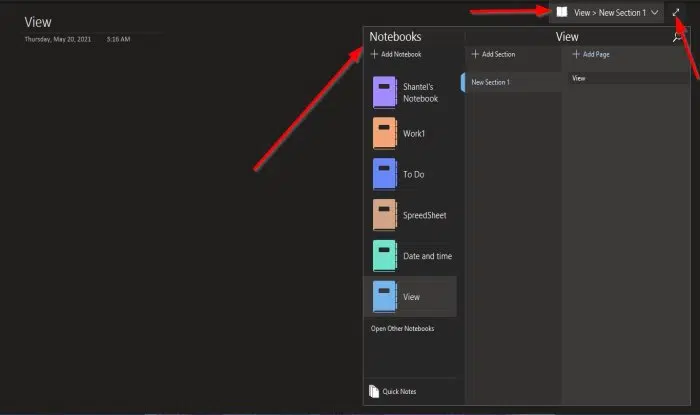 View
Thursday, May 20, 2021 3:16 AM
View > New Section 1
Notebooks
View
+ Add Notebook
+ Add Section
+ Add Page
Shantel's
Notebook
New Section 1
View
Work1
To Do
SpreedSheet
Date and time
View
Open Other Notebooks
Quick Notes